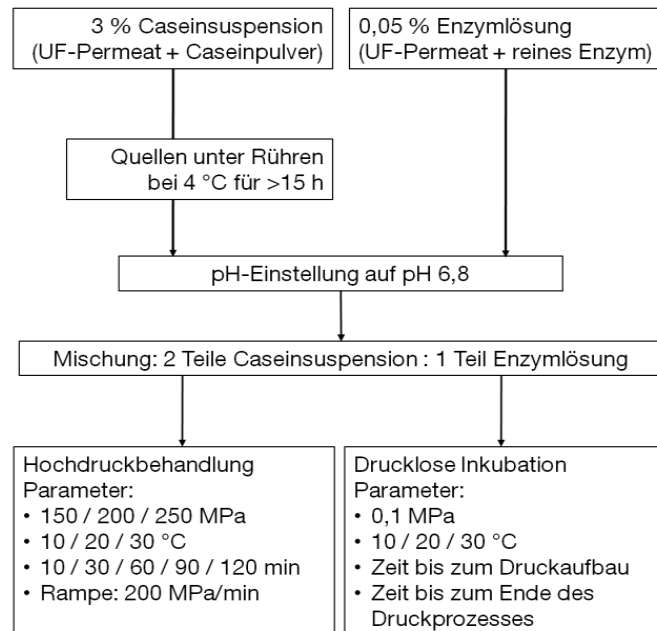 3 % Caseinsuspension
(UF-Permeat + Caseinpulver)
0,05 % Enzymlösung
(UF-Permeat + reines Enzym)
Quellen unter Rühren
bei 4 °C für >15 h
pH-Einstellung auf pH 6,8
Mischung: 2 Teile Caseinsuspension : 1 Teil Enzymlösung
Hochdruckbehandlung
Parameter:
• 150 / 200 / 250 MPa
• 10 / 20 / 30 °C
• 10 / 30 / 60 / 90 / 120 min
• Rampe: 200 MPa/min
Drucklose Inkubation
Parameter:
• 0,1 MPa
• 10 / 20 / 30 °C
• Zeit bis zum Druckaufbau
• Zeit bis zum Ende des
Druckprozesses